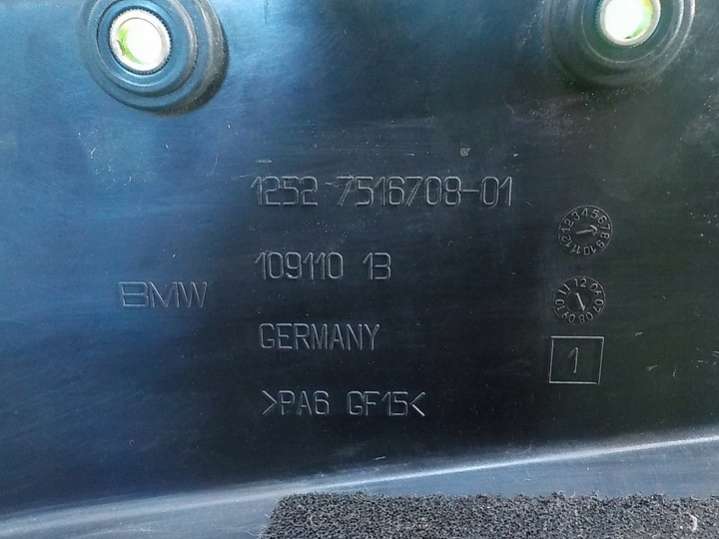 1252 7516708-01
109110 13
BMW
GERMANY
1
>PA6 GF15<